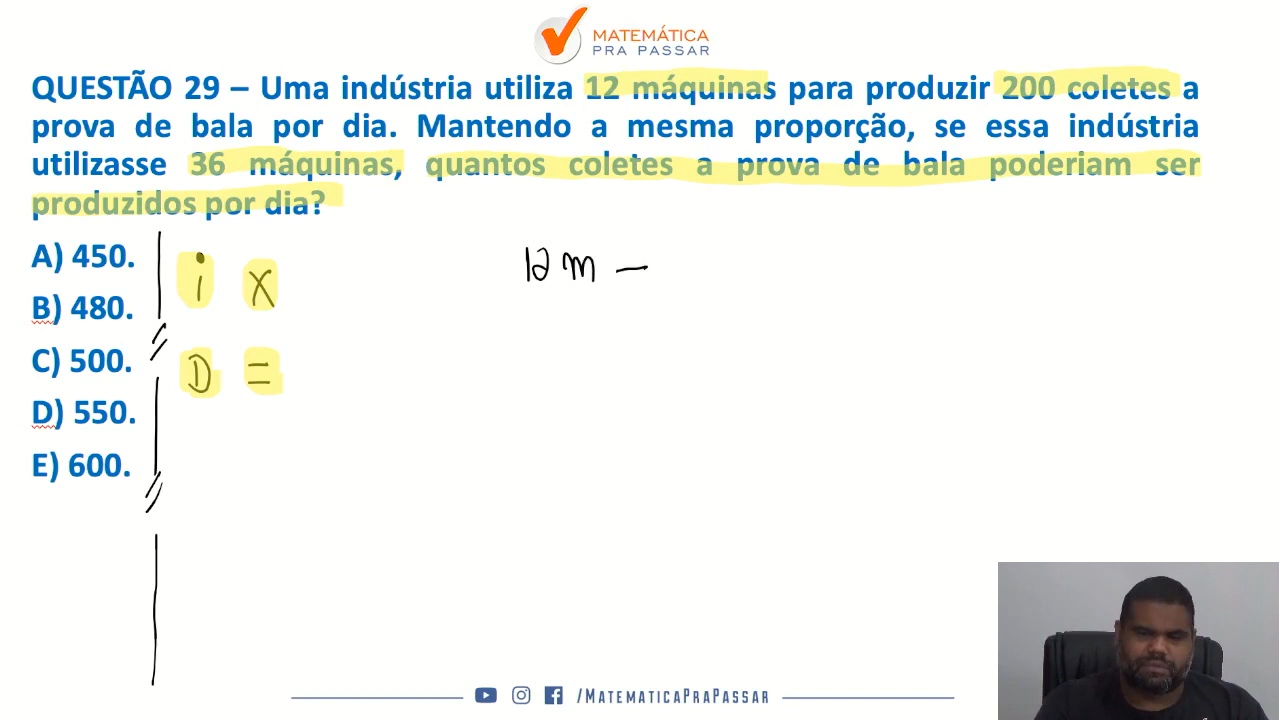 MATEMÁTICA
PRA PASSAR
QUESTÃO 29 – Uma indústria utiliza 12 máquinas para produzir 200 coletes a
prova de bala por dia. Mantendo a mesma proporção, se essa indústria
utilizasse 36 máquinas, quantos coletes a prova de bala poderiam ser
produzidos por dia?
A) 450.
B) 480.
C) 500.
D) 550.
E) 600.
i X
D =
12 m —
/MATEMATICAPRAPASSAR